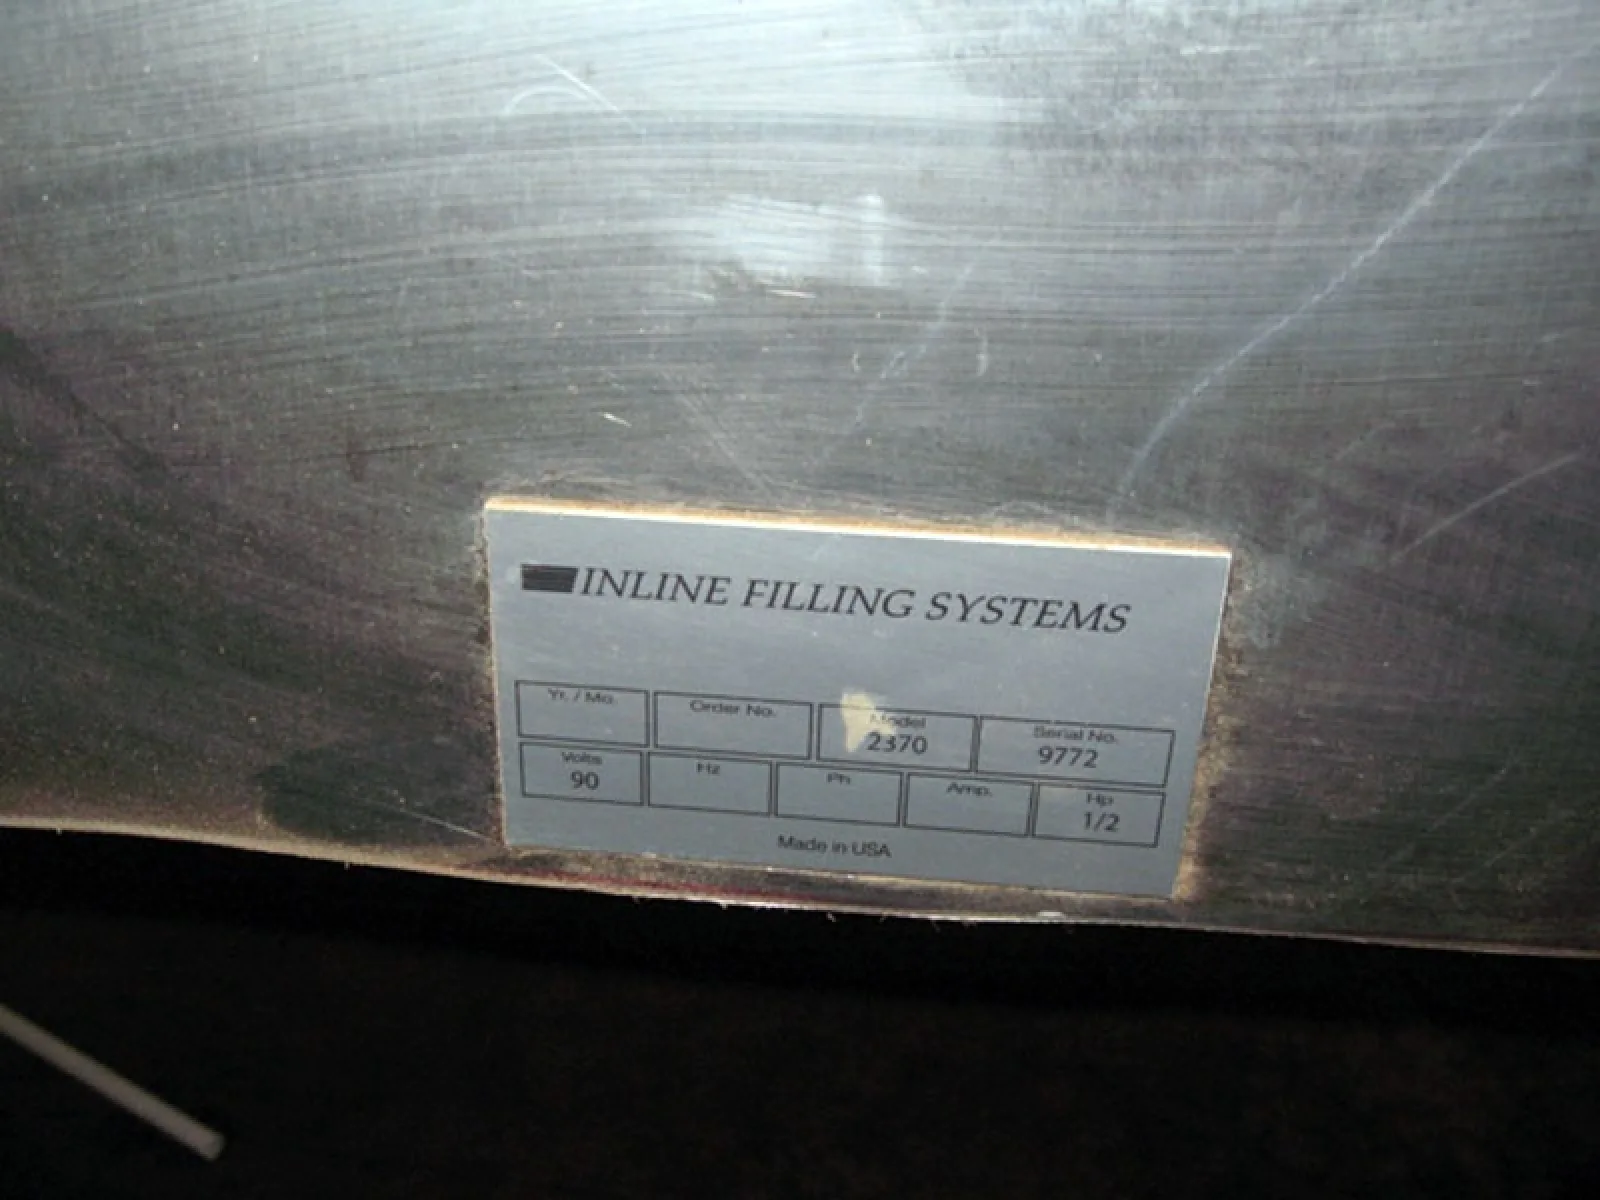 INLINE FILLING SYSTEMS
Yr. / Mo. Order No. Model Serial No.
2370 9772
Volts Hz Ph Amp. Hp
90 1/2
Made in USA